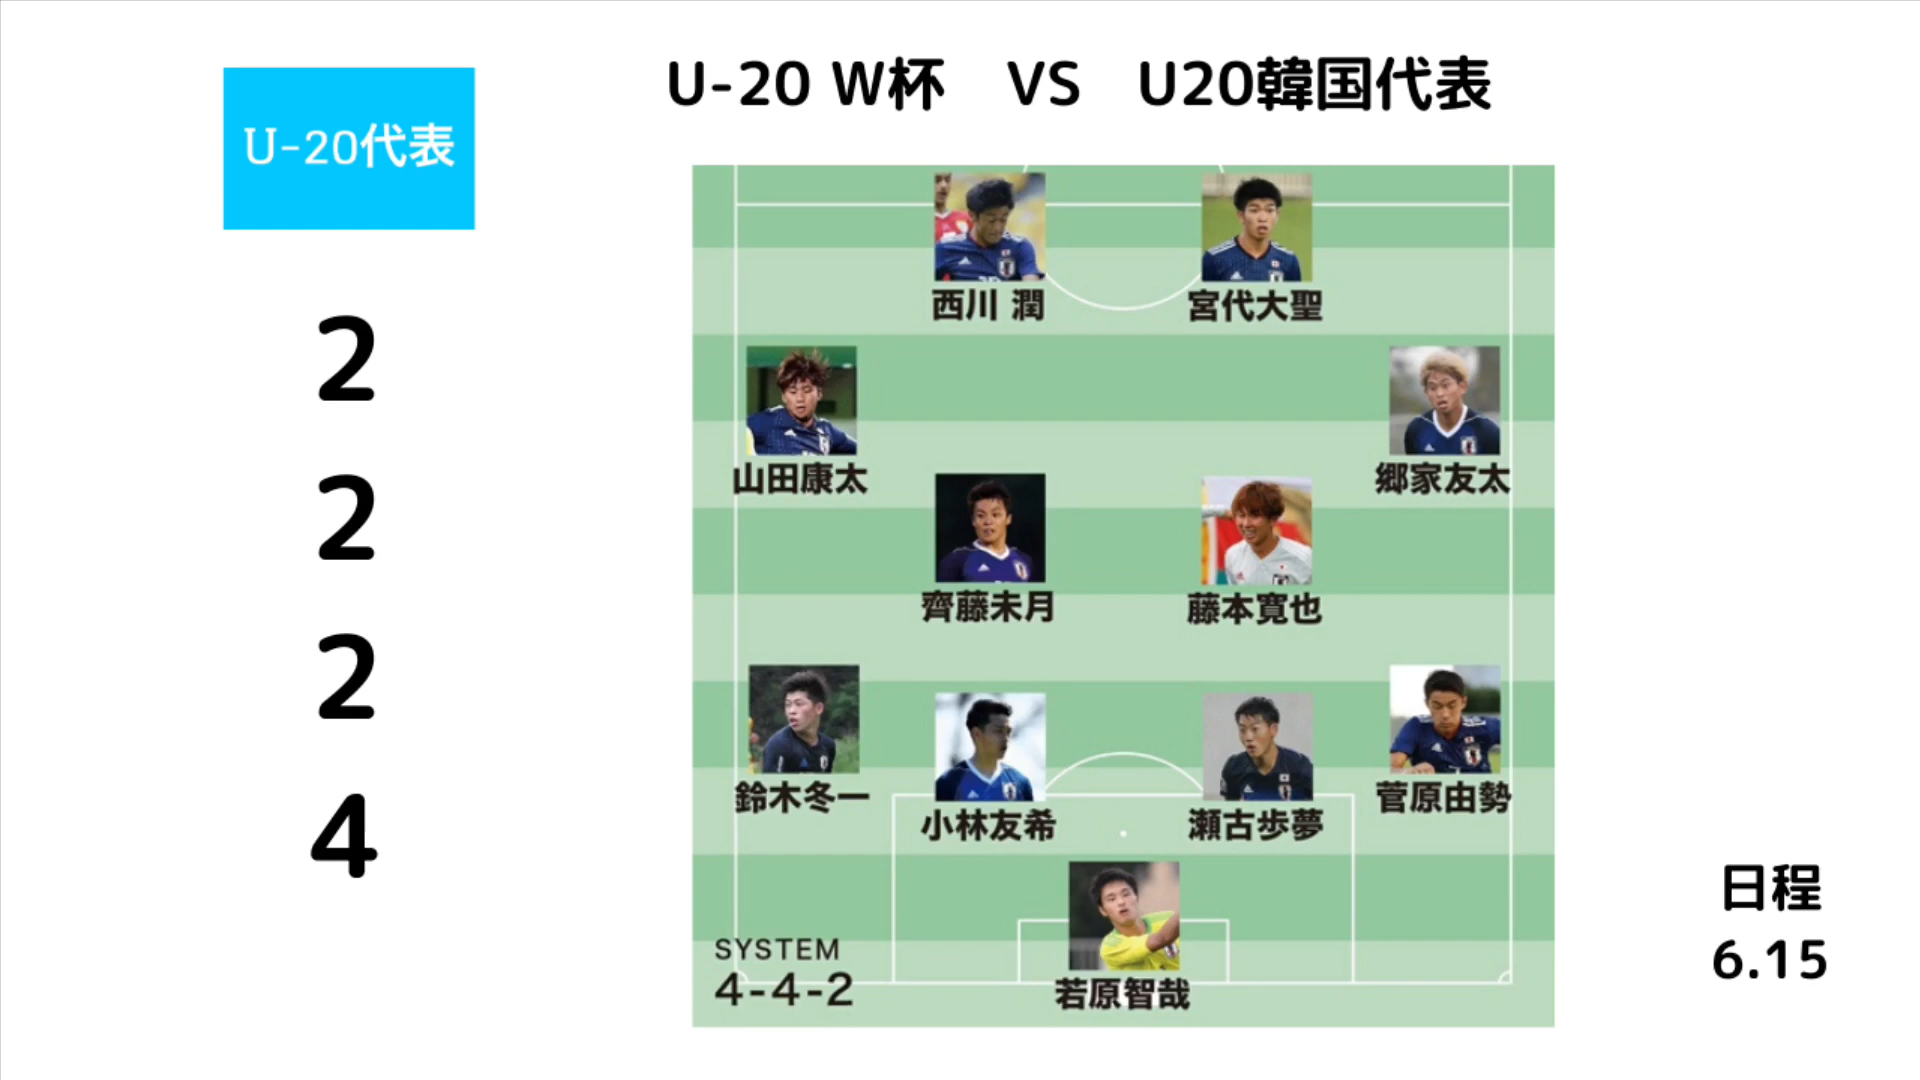 U-20代表
U-20 W杯　VS　U20韓国代表
2
2
2
4
西川 潤
宮代大聖
山田康太
郷家友太
齊藤未月
藤本寛也
鈴木冬一
小林友希
瀬古歩夢
菅原由勢
若原智哉
SYSTEM
4-4-2
日程
6.15